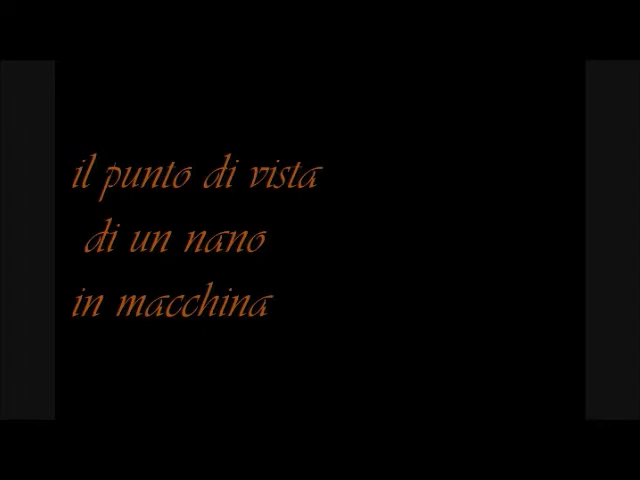 il punto di vista
di un nano
in macchina